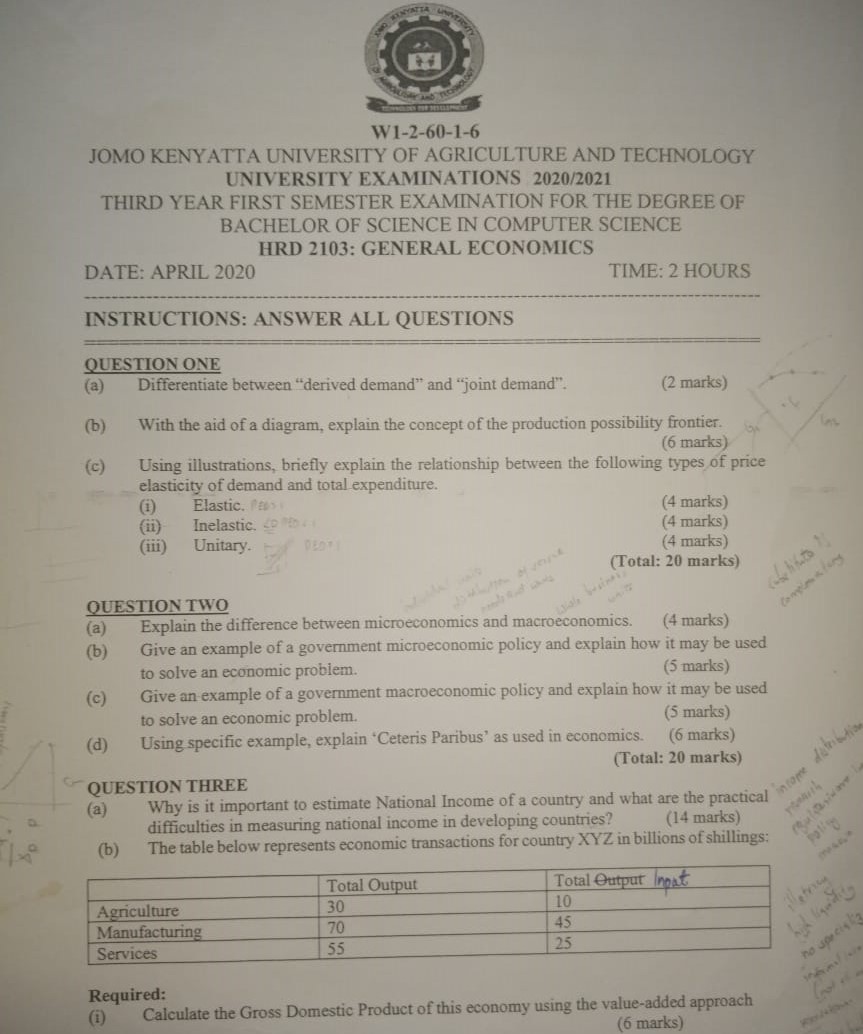 JOMO KENYATTA UNIVERSITY
OF AGRICULTURE AND TECHNOLOGY
TECHNOLOGY FOR DEVELOPMENT
W1-2-60-1-6
JOMO KENYATTA UNIVERSITY OF AGRICULTURE AND TECHNOLOGY
UNIVERSITY EXAMINATIONS 2020/2021
THIRD YEAR FIRST SEMESTER EXAMINATION FOR THE DEGREE OF
BACHELOR OF SCIENCE IN COMPUTER SCIENCE
HRD 2103: GENERAL ECONOMICS
DATE: APRIL 2020 TIME: 2 HOURS
INSTRUCTIONS: ANSWER ALL QUESTIONS
QUESTION ONE
(a) Differentiate between “derived demand” and “joint demand”. (2 marks)
(b) With the aid of a diagram, explain the concept of the production possibility frontier.
(6 marks)
(c) Using illustrations, briefly explain the relationship between the following types of price
elasticity of demand and total expenditure.
(i) Elastic. (4 marks)
(ii) Inelastic. (4 marks)
(iii) Unitary. (4 marks)
(Total: 20 marks)
substitute
complementary
QUESTION TWO
(a) Explain the difference between microeconomics and macroeconomics. (4 marks)
(b) Give an example of a government microeconomic policy and explain how it may be used
to solve an economic problem. (5 marks)
(c) Give an example of a government macroeconomic policy and explain how it may be used
to solve an economic problem. (5 marks)
(d) Using specific example, explain ‘Ceteris Paribus’ as used in economics. (6 marks)
(Total: 20 marks)
income distribution
policy
QUESTION THREE
(a) Why is it important to estimate National Income of a country and what are the practical
difficulties in measuring national income in developing countries? (14 marks)
(b) The table below represents economic transactions for country XYZ in billions of shillings:
Total Output Total Output Input
Agriculture 30 10
Manufacturing 70 45
Services 55 25
Required:
(i) Calculate the Gross Domestic Product of this economy using the value-added approach
(6 marks)